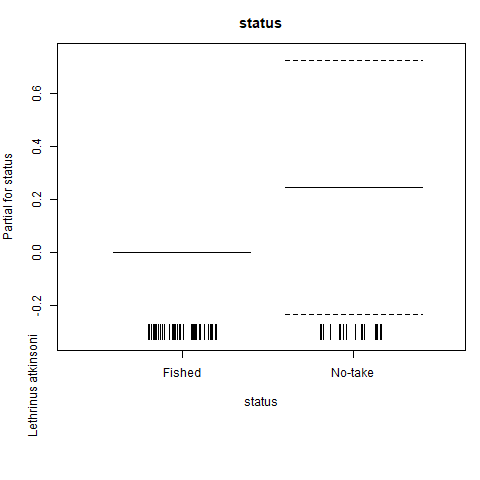 status
Partial for status
0.6
0.4
0.2
0.0
-0.2
Lethrinus atkinsoni
Fished
No-take
status